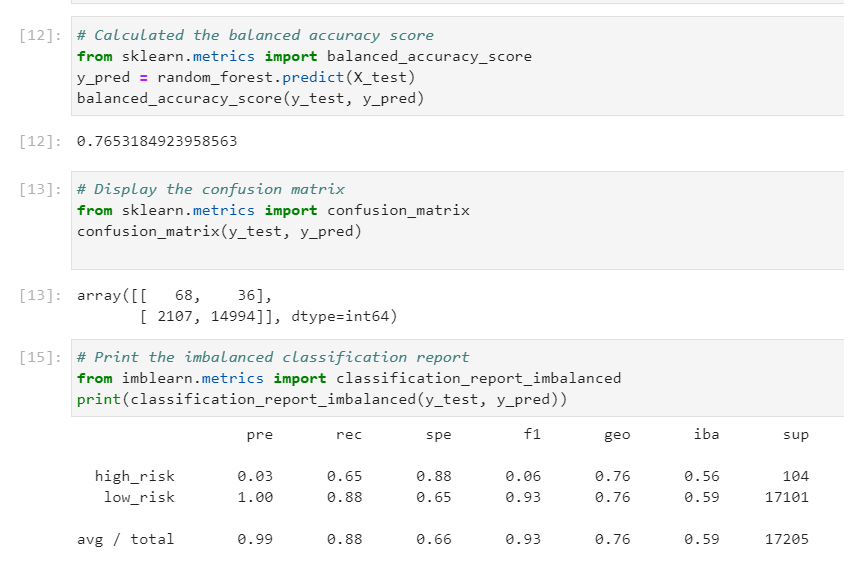 [12]: # Calculated the balanced accuracy score
from sklearn.metrics import balanced_accuracy_score
y_pred = random_forest.predict(X_test)
balanced_accuracy_score(y_test, y_pred)
[12]: 0.7653184923958563
[13]: # Display the confusion matrix
from sklearn.metrics import confusion_matrix
confusion_matrix(y_test, y_pred)
[13]: array([[   68,    36],
       [ 2107, 14994]], dtype=int64)
[15]: # Print the imbalanced classification report
from imblearn.metrics import classification_report_imbalanced
print(classification_report_imbalanced(y_test, y_pred))
                   pre       rec       spe        f1       geo       iba       sup
  high_risk       0.03      0.65      0.88      0.06      0.76      0.56       104
   low_risk       1.00      0.88      0.65      0.93      0.76      0.59     17101
avg / total       0.99      0.88      0.66      0.93      0.76      0.59     17205